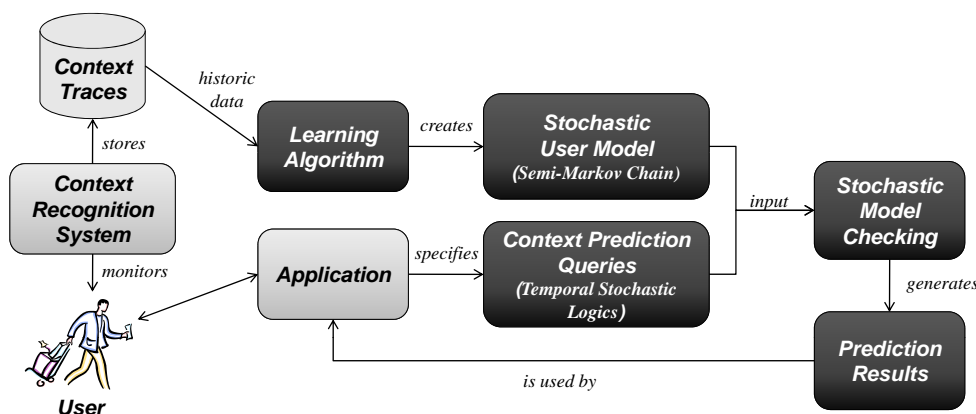 Context
Traces
historic
data
stores
Context
Recognition
System
monitors
User
Learning
Algorithm
creates
Stochastic
User Model
(Semi-Markov Chain)
Application
specifies
Context Prediction
Queries
(Temporal Stochastic
Logics)
input
Stochastic
Model
Checking
generates
Prediction
Results
is used by